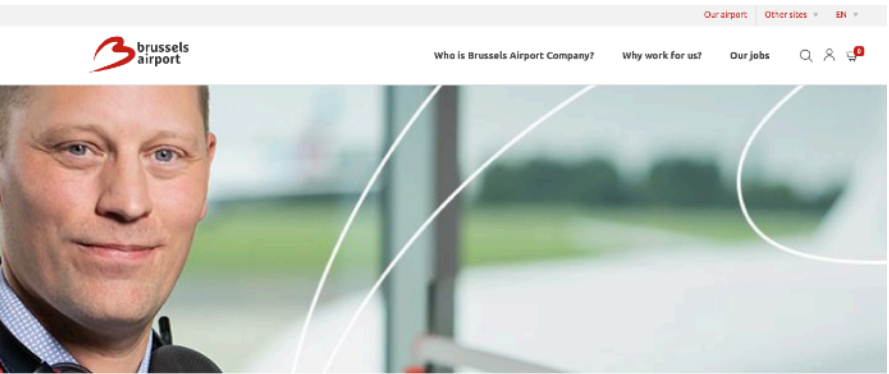 Our airport Other sites EN
brussels
airport
Who is Brussels Airport Company? Why work for us? Our jobs
0